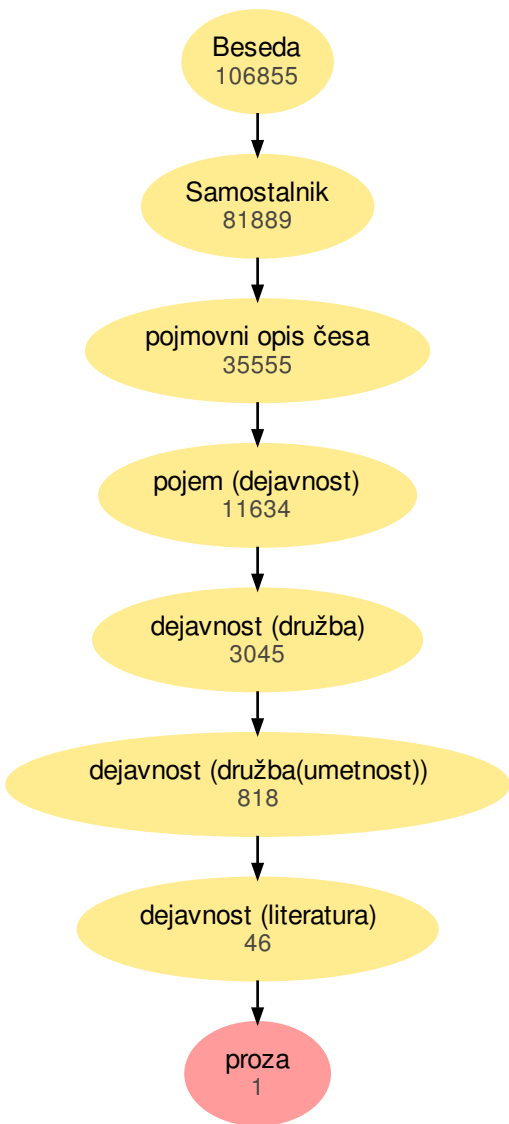 Beseda
106855
Samostalnik
81889
pojmovni opis česa
35555
pojem (dejavnost)
11634
dejavnost (družba)
3045
dejavnost (družba(umetnost))
818
dejavnost (literatura)
46
proza
1